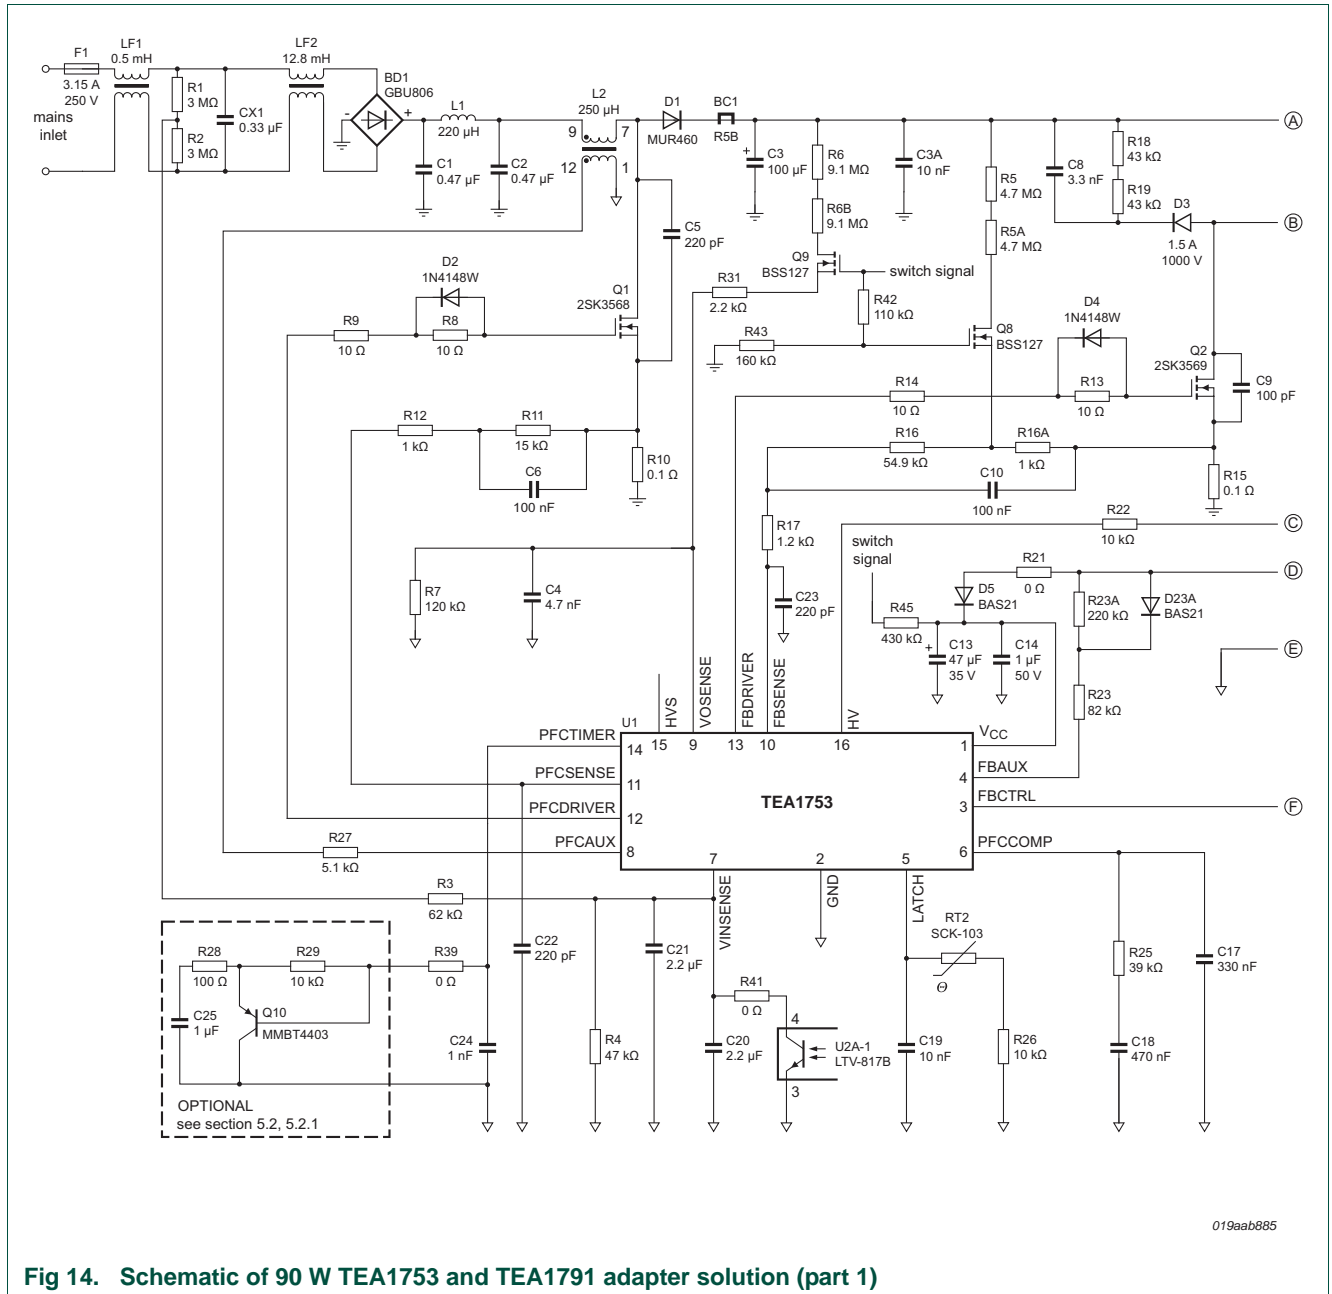 F1
3.15 A
250 V
mains
inlet
LF1
0.5 mH
R1
3 MΩ
R2
3 MΩ
CX1
0.33 μF
LF2
12.8 mH
BD1
GBU806
-
+
L1
220 μH
C1
0.47 μF
C2
0.47 μF
L2
250 μH
9
7
12
1
D1
MUR460
BC1
R5B
+
C3
100 μF
R6
9.1 MΩ
R6B
9.1 MΩ
C3A
10 nF
R5
4.7 MΩ
R5A
4.7 MΩ
C8
3.3 nF
R18
43 kΩ
R19
43 kΩ
D3
1.5 A
1000 V
A
B
C5
220 pF
Q9
BSS127
switch signal
D2
1N4148W
Q1
2SK3568
R31
2.2 kΩ
R42
110 kΩ
D4
1N4148W
R9
10 Ω
R8
10 Ω
R43
160 kΩ
Q8
BSS127
Q2
2SK3569
C9
100 pF
R14
10 Ω
R13
10 Ω
R12
1 kΩ
R11
15 kΩ
C6
100 nF
R10
0.1 Ω
R16
54.9 kΩ
R16A
1 kΩ
C10
100 nF
R15
0.1 Ω
R17
1.2 kΩ
R22
10 kΩ
C
switch
signal
R21
0 Ω
D
R7
120 kΩ
C4
4.7 nF
C23
220 pF
D5
BAS21
R45
430 kΩ
R23A
220 kΩ
D23A
BAS21
+
C13
47 μF
35 V
C14
1 μF
50 V
E
R23
82 kΩ
HVS
VOSENSE
FBDRIVER
FBSENSE
HV
U1
15
9
13
10
16
VCC
1
PFCTIMER
14
FBAUX
4
PFCSENSE
11
TEA1753
FBCTRL
3
F
PFCDRIVER
12
PFCAUX
8
PFCCOMP
6
7
2
5
VINSENSE
GND
LATCH
R27
5.1 kΩ
R3
62 kΩ
RT2
SCK-103
Θ
R28
100 Ω
R29
10 kΩ
R39
0 Ω
C22
220 pF
C21
2.2 μF
R25
39 kΩ
C17
330 nF
C25
1 μF
Q10
MMBT4403
R41
0 Ω
4
C24
1 nF
R4
47 kΩ
C20
2.2 μF
U2A-1
LTV-817B
3
C19
10 nF
R26
10 kΩ
C18
470 nF
OPTIONAL
see section 5.2, 5.2.1
019aab885
Fig 14. Schematic of 90 W TEA1753 and TEA1791 adapter solution (part 1)